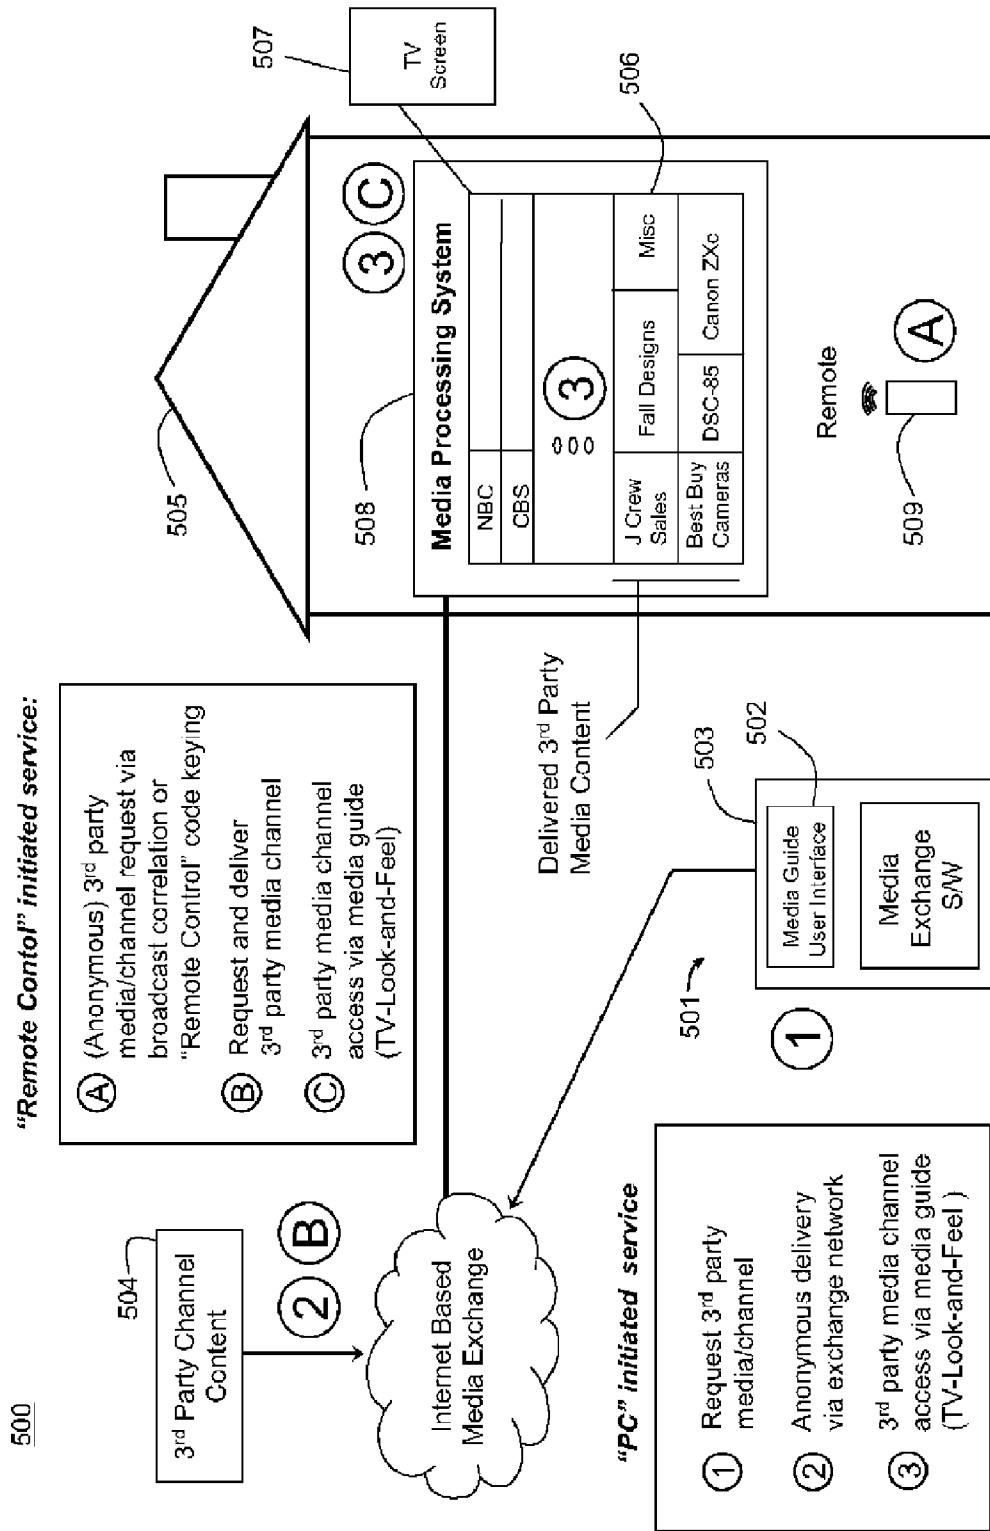 500
"Remote Contol" initiated service:
A
(Anonymous) 3rd party
media/channel request via
broadcast correlation or
"Remote Control" code keying
B
Request and deliver
3rd party media channel
C
3rd party media channel
access via media guide
(TV-Look-and-Feel)
504
3rd Party Channel
Content
2
B
Internet Based
Media Exchange
"PC" initiated service
1
Request 3rd party
media/channel
2
Anonymous delivery
via exchange network
3
3rd party media channel
access via media guide
(TV-Look-and-Feel )
501
1
503
502
Media Guide
User Interface
Media
Exchange
S/W
Delivered 3rd Party
Media Content
505
508
3
C
Media Processing System
NBC
CBS
3
J Crew
Sales
Fall Designs
Misc
Best Buy
Cameras
DSC-85
Canon ZXc
507
TV
Screen
506
Remote
509
A